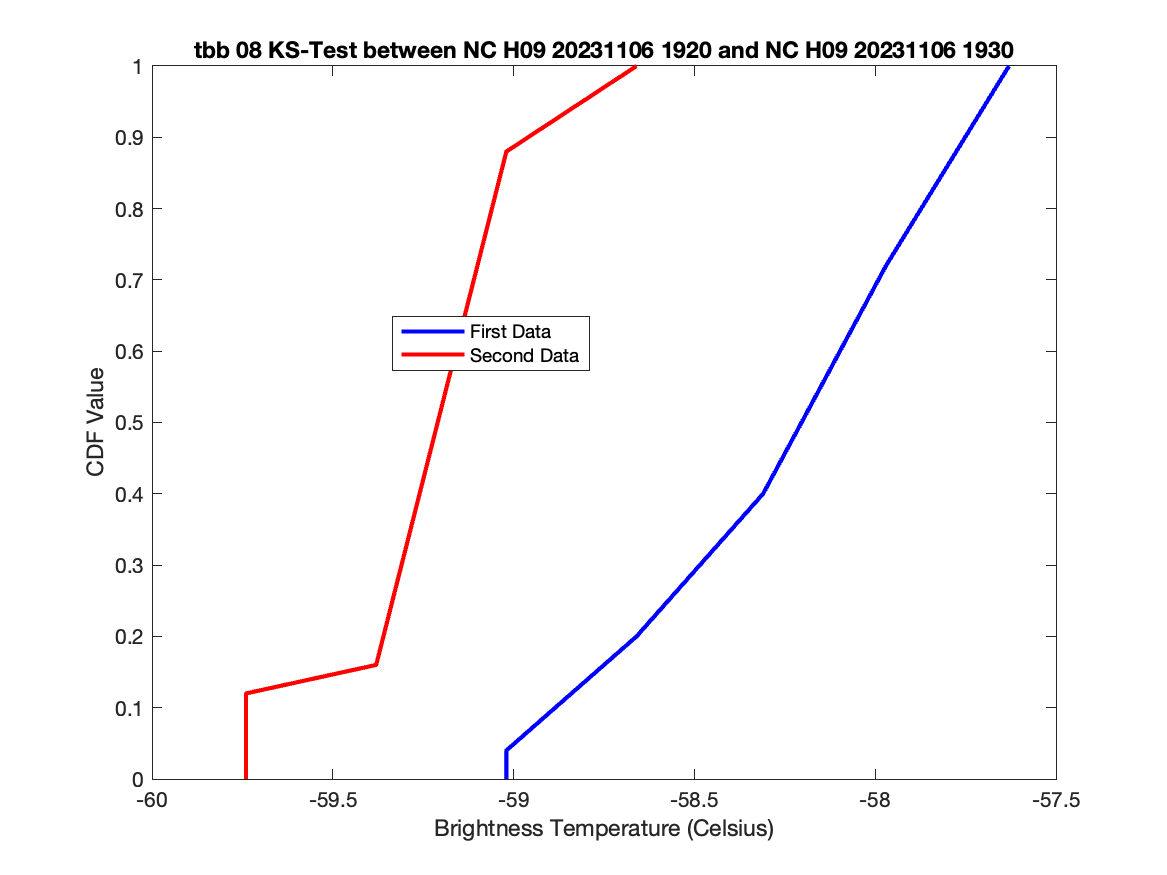 tbb 08 KS-Test between NC H09 20231106 1920 and NC H09 20231106 1930
1
0.9
0.8
0.7
0.6
0.5
0.4
0.3
0.2
0.1
0
CDF Value
First Data
Second Data
-60 -59.5 -59 -58.5 -58 -57.5
Brightness Temperature (Celsius)